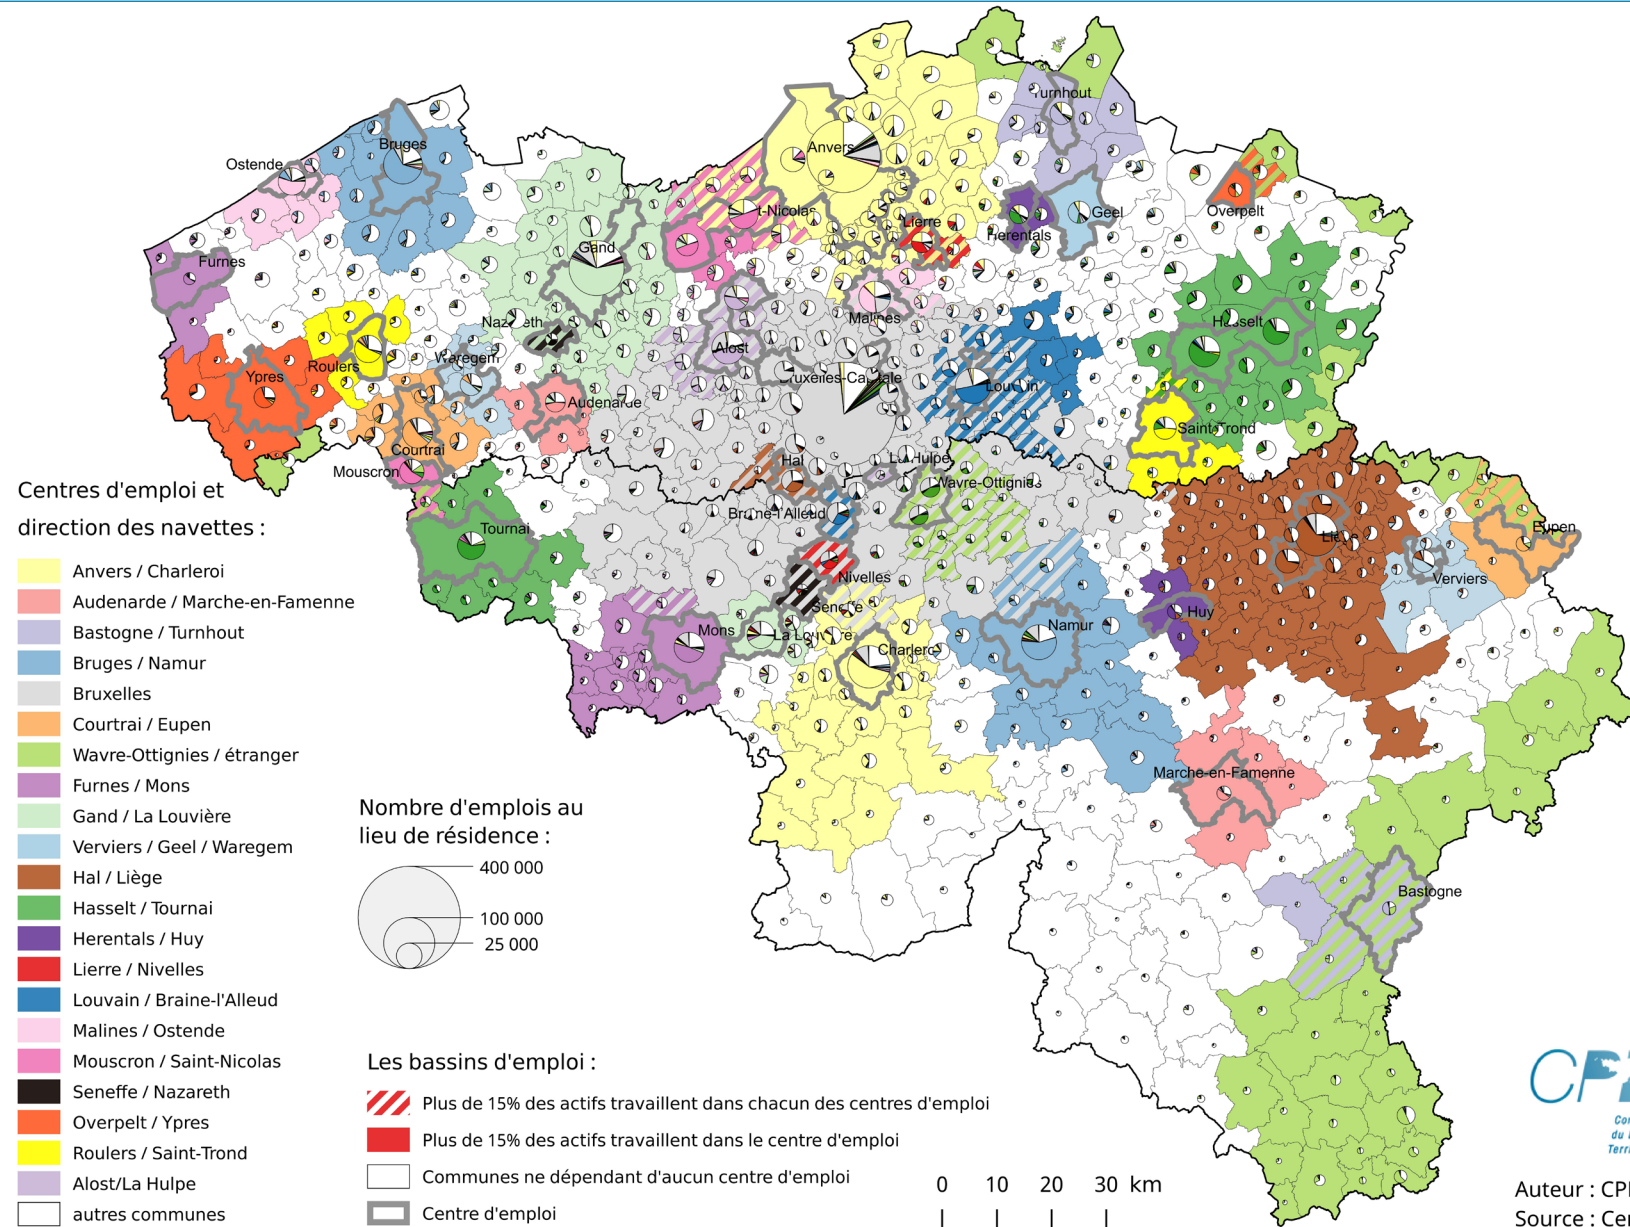 Turnhout
Anvers
Bruges
Ostende
t-Nicolas
Lierre
Geel
Overpelt
Herentals
Gand
Furnes
Malines
Hasselt
Nazareth
Alost
Waregem
Roulers
Ypres
Bruxelles-Capitale
Louvain
Audenarde
Saint-Trond
Courtrai
Mouscron
Hal
La Hulpe
Wavre-Ottignies
Braine-l'Alleud
Tournai
Liège
Eupen
Verviers
Nivelles
Seneffe
Huy
Mons
La Louvière
Namur
Charleroi
Marche-en-Famenne
Bastogne
Centres d'emploi et
direction des navettes :
Anvers / Charleroi
Audenarde / Marche-en-Famenne
Bastogne / Turnhout
Bruges / Namur
Bruxelles
Courtrai / Eupen
Wavre-Ottignies / étranger
Furnes / Mons
Gand / La Louvière
Verviers / Geel / Waregem
Hal / Liège
Hasselt / Tournai
Herentals / Huy
Lierre / Nivelles
Louvain / Braine-l'Alleud
Malines / Ostende
Mouscron / Saint-Nicolas
Seneffe / Nazareth
Overpelt / Ypres
Roulers / Saint-Trond
Alost/La Hulpe
autres communes
Nombre d'emplois au
lieu de résidence :
400 000
100 000
25 000
Les bassins d'emploi :
Plus de 15% des actifs travaillent dans chacun des centres d'emploi
Plus de 15% des actifs travaillent dans le centre d'emploi
Communes ne dépendant d'aucun centre d'emploi
Centre d'emploi
0 10 20 30 km
CP
du
Terri
Auteur : CP
Source : Cen